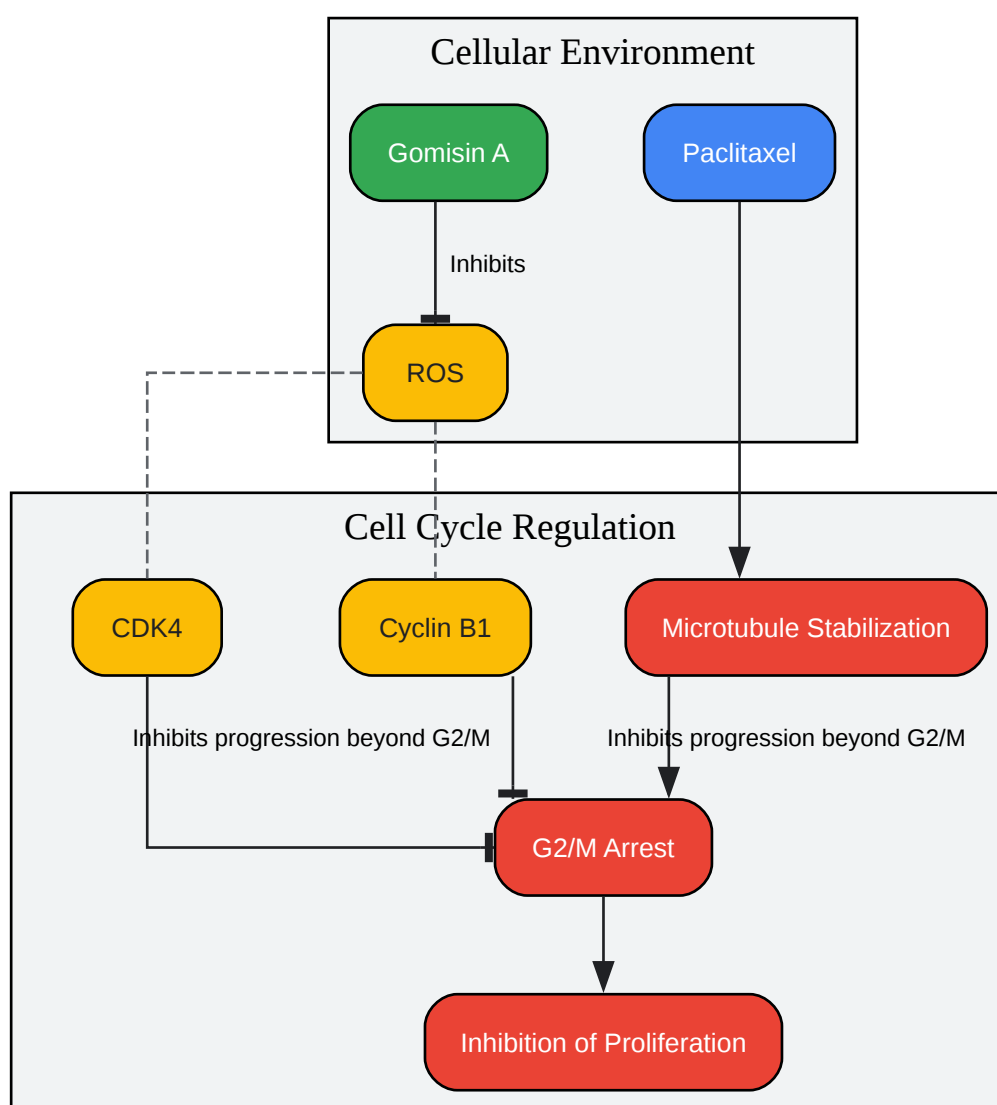 Cellular Environment
Gomisin A
Paclitaxel
Inhibits
ROS
Cell Cycle Regulation
CDK4
Cyclin B1
Microtubule Stabilization
Inhibits progression beyond G2/M
Inhibits progression beyond G2/M
G2/M Arrest
Inhibition of Proliferation